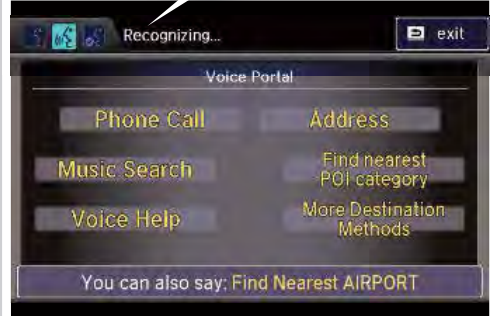 Recognizing...
exit
Voice Portal
Phone Call
Address
Music Search
Find nearest
POI category
Voice Help
More Destination
Methods
You can also say: Find Nearest AIRPORT